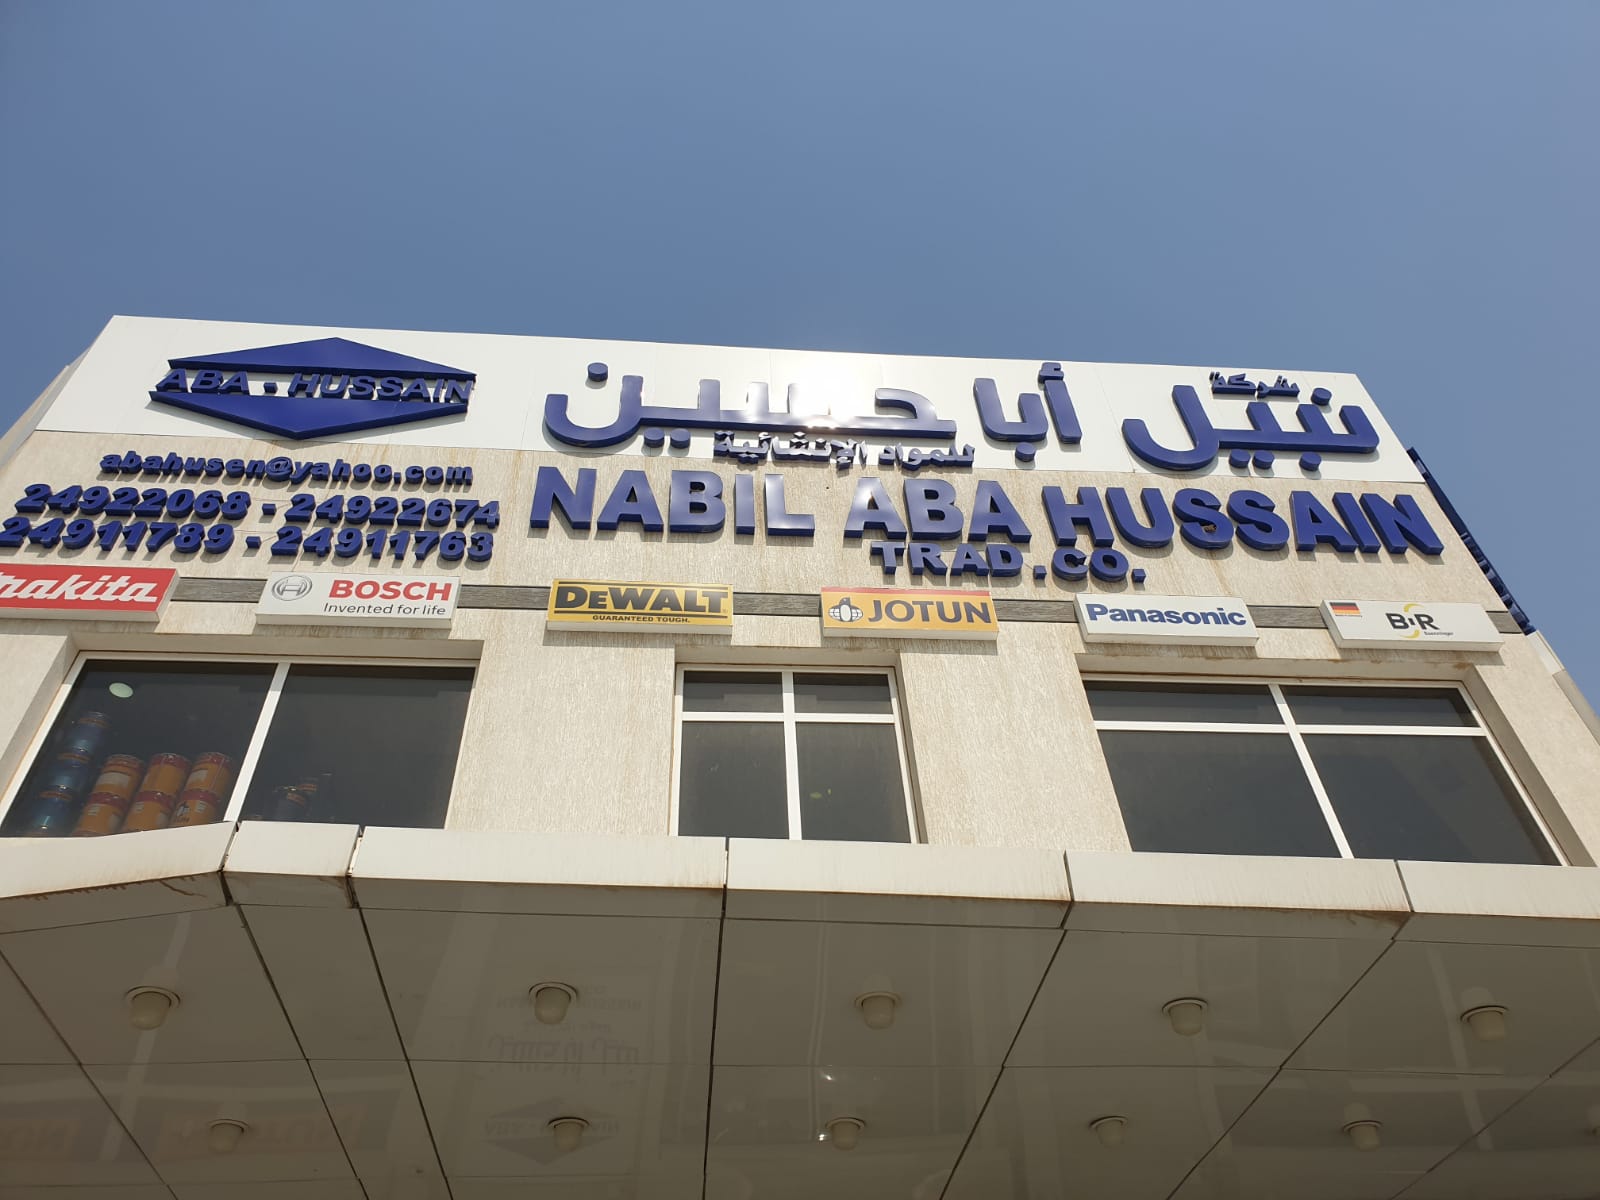 ABA - HUSSAIN
شركة
نبيل أبا حسين
للمواد الإنشائية
NABIL ABA HUSSAIN
TRAD.CO.
abahusen@yahoo.com
24922068 - 24922674
24911789 - 24911763
makita
BOSCH
Invented for life
DEWALT
GUARANTEED TOUGH.
JOTUN
Panasonic
B R